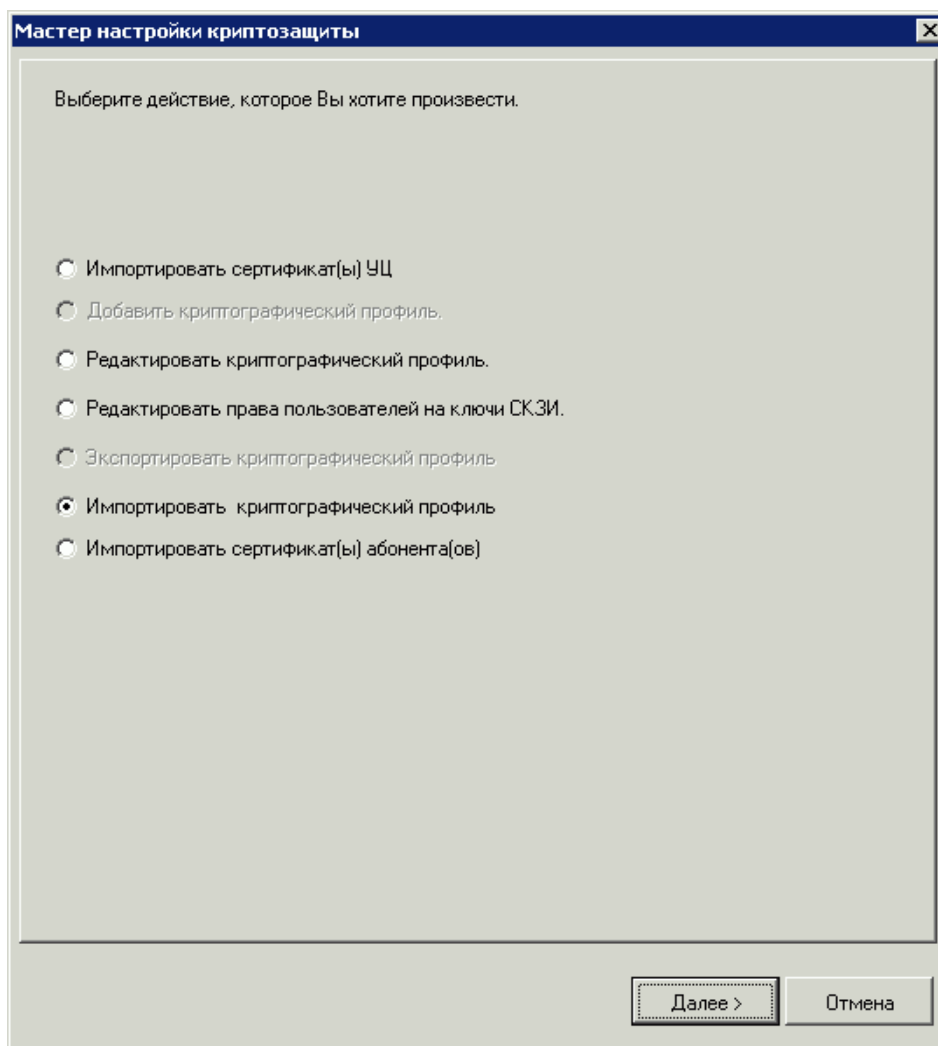 Мастер настройки криптозащиты
Выберите действие, которое Вы хотите произвести.
Импортировать сертификат(ы) УЦ
Добавить криптографический профиль.
Редактировать криптографический профиль.
Редактировать права пользователей на ключи СКЗИ.
Экспортировать криптографический профиль
Импортировать  криптографический профиль
Импортировать сертификат(ы) абонента(ов)
Далее >
Отмена